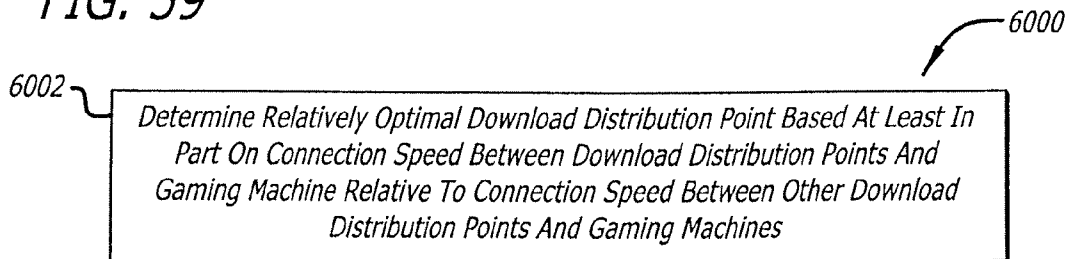 FIG. 59
6000
6002
Determine Relatively Optimal Download Distribution Point Based At Least In
Part On Connection Speed Between Download Distribution Points And
Gaming Machine Relative To Connection Speed Between Other Download
Distribution Points And Gaming Machines